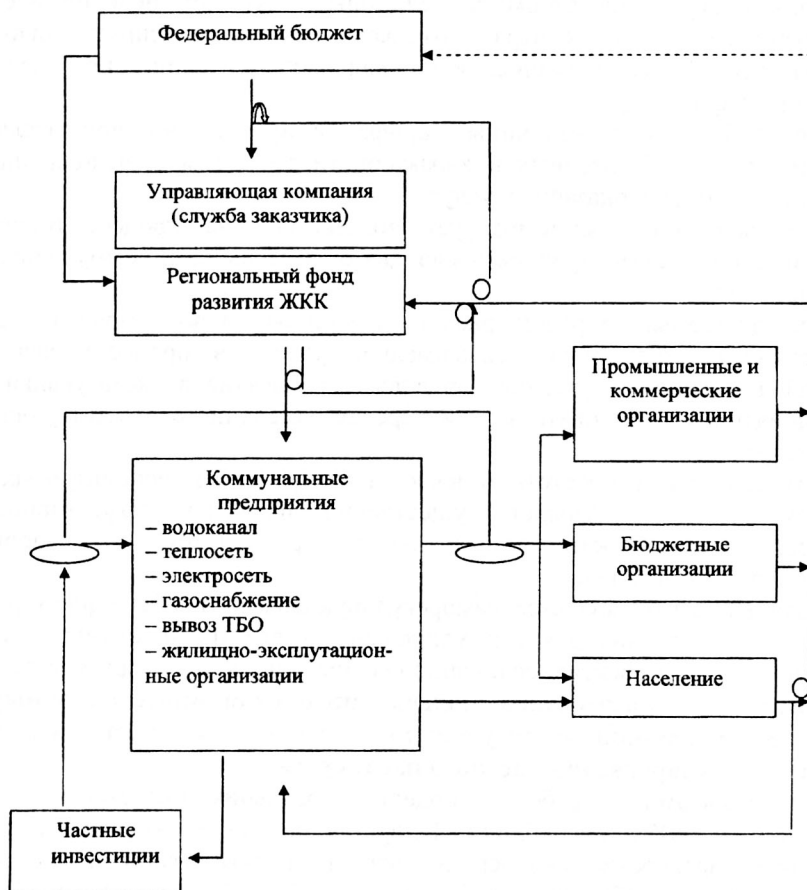 Федеральный бюджет
Управляющая компания
(служба заказчика)
Региональный фонд
развития ЖКК
Промышленные и
коммерческие
организации
Коммунальные
предприятия
– водоканал
– теплосеть
– электросеть
– газоснабжение
– вывоз ТБО
– жилищно-эксплутацион-
ные организации
Бюджетные
организации
Население
Частные
инвестиции